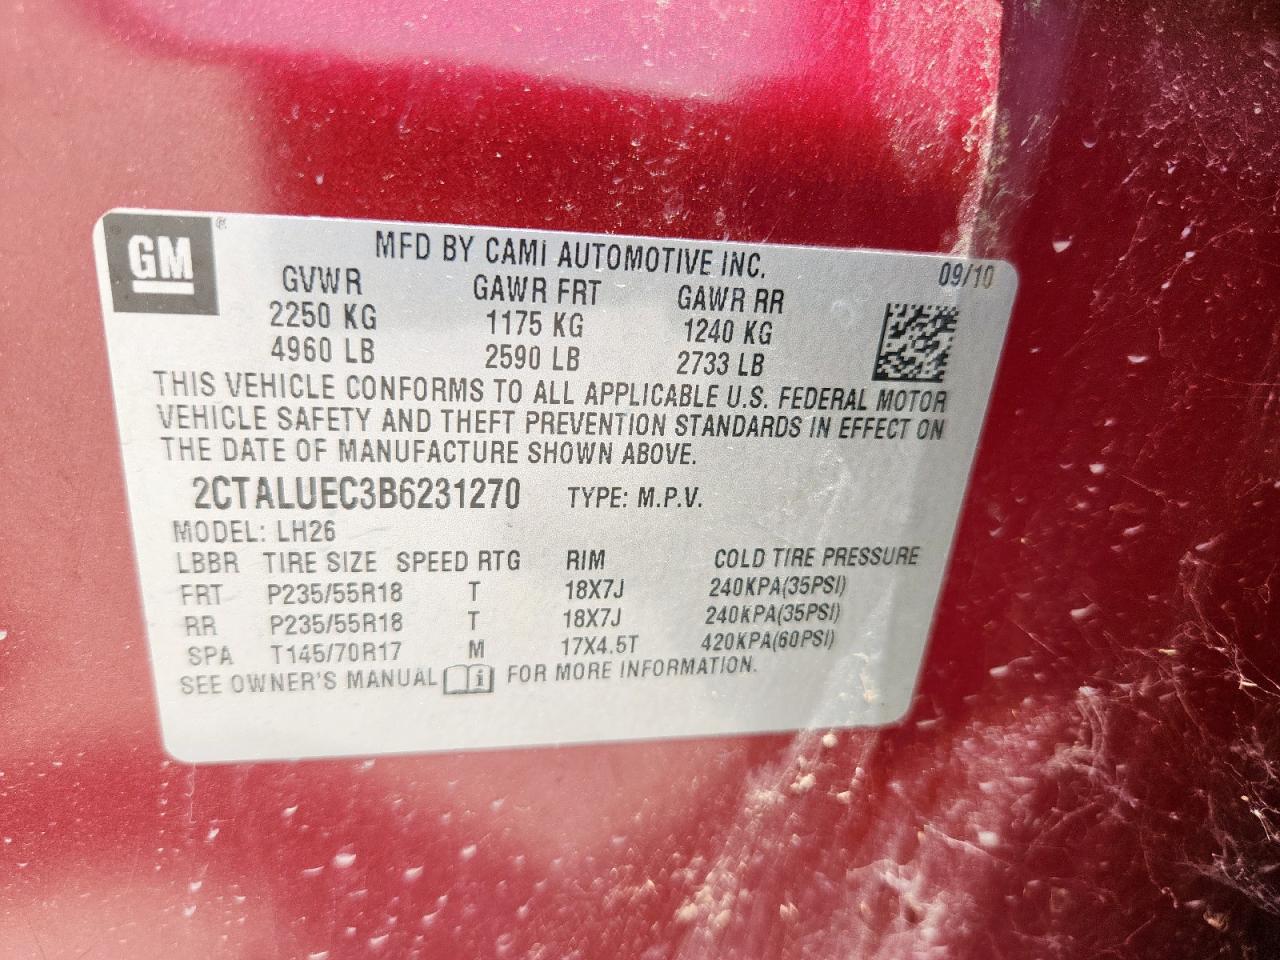 GM ®
MFD BY CAMI AUTOMOTIVE INC.
09/10
GVWR GAWR FRT GAWR RR
2250 KG 1175 KG 1240 KG
4960 LB 2590 LB 2733 LB
THIS VEHICLE CONFORMS TO ALL APPLICABLE U.S. FEDERAL MOTOR
VEHICLE SAFETY AND THEFT PREVENTION STANDARDS IN EFFECT ON
THE DATE OF MANUFACTURE SHOWN ABOVE.
2CTALUEC3B6231270 TYPE: M.P.V.
MODEL: LH26
LBBR TIRE SIZE SPEED RTG RIM COLD TIRE PRESSURE
FRT P235/55R18 T 18X7J 240KPA(35PSI)
RR P235/55R18 T 18X7J 240KPA(35PSI)
SPA T145/70R17 M 17X4.5T 420KPA(60PSI)
SEE OWNER'S MANUAL i FOR MORE INFORMATION.